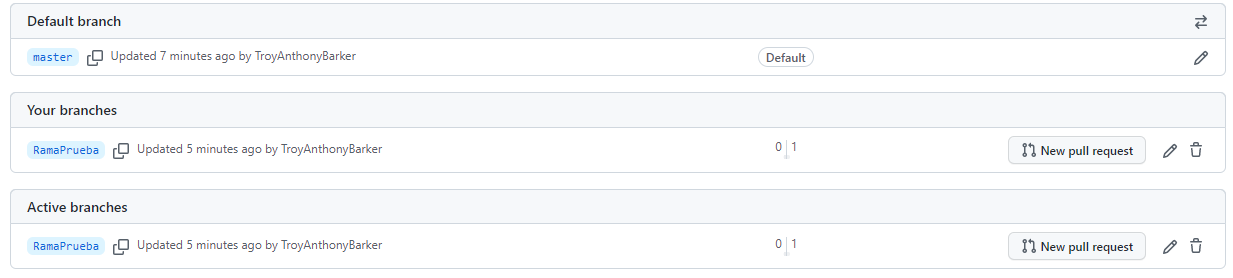 Default branch
master Updated 7 minutes ago by TroyAnthonyBarker Default
Your branches
RamaPrueba Updated 5 minutes ago by TroyAnthonyBarker 0 1 New pull request
Active branches
RamaPrueba Updated 5 minutes ago by TroyAnthonyBarker 0 1 New pull request